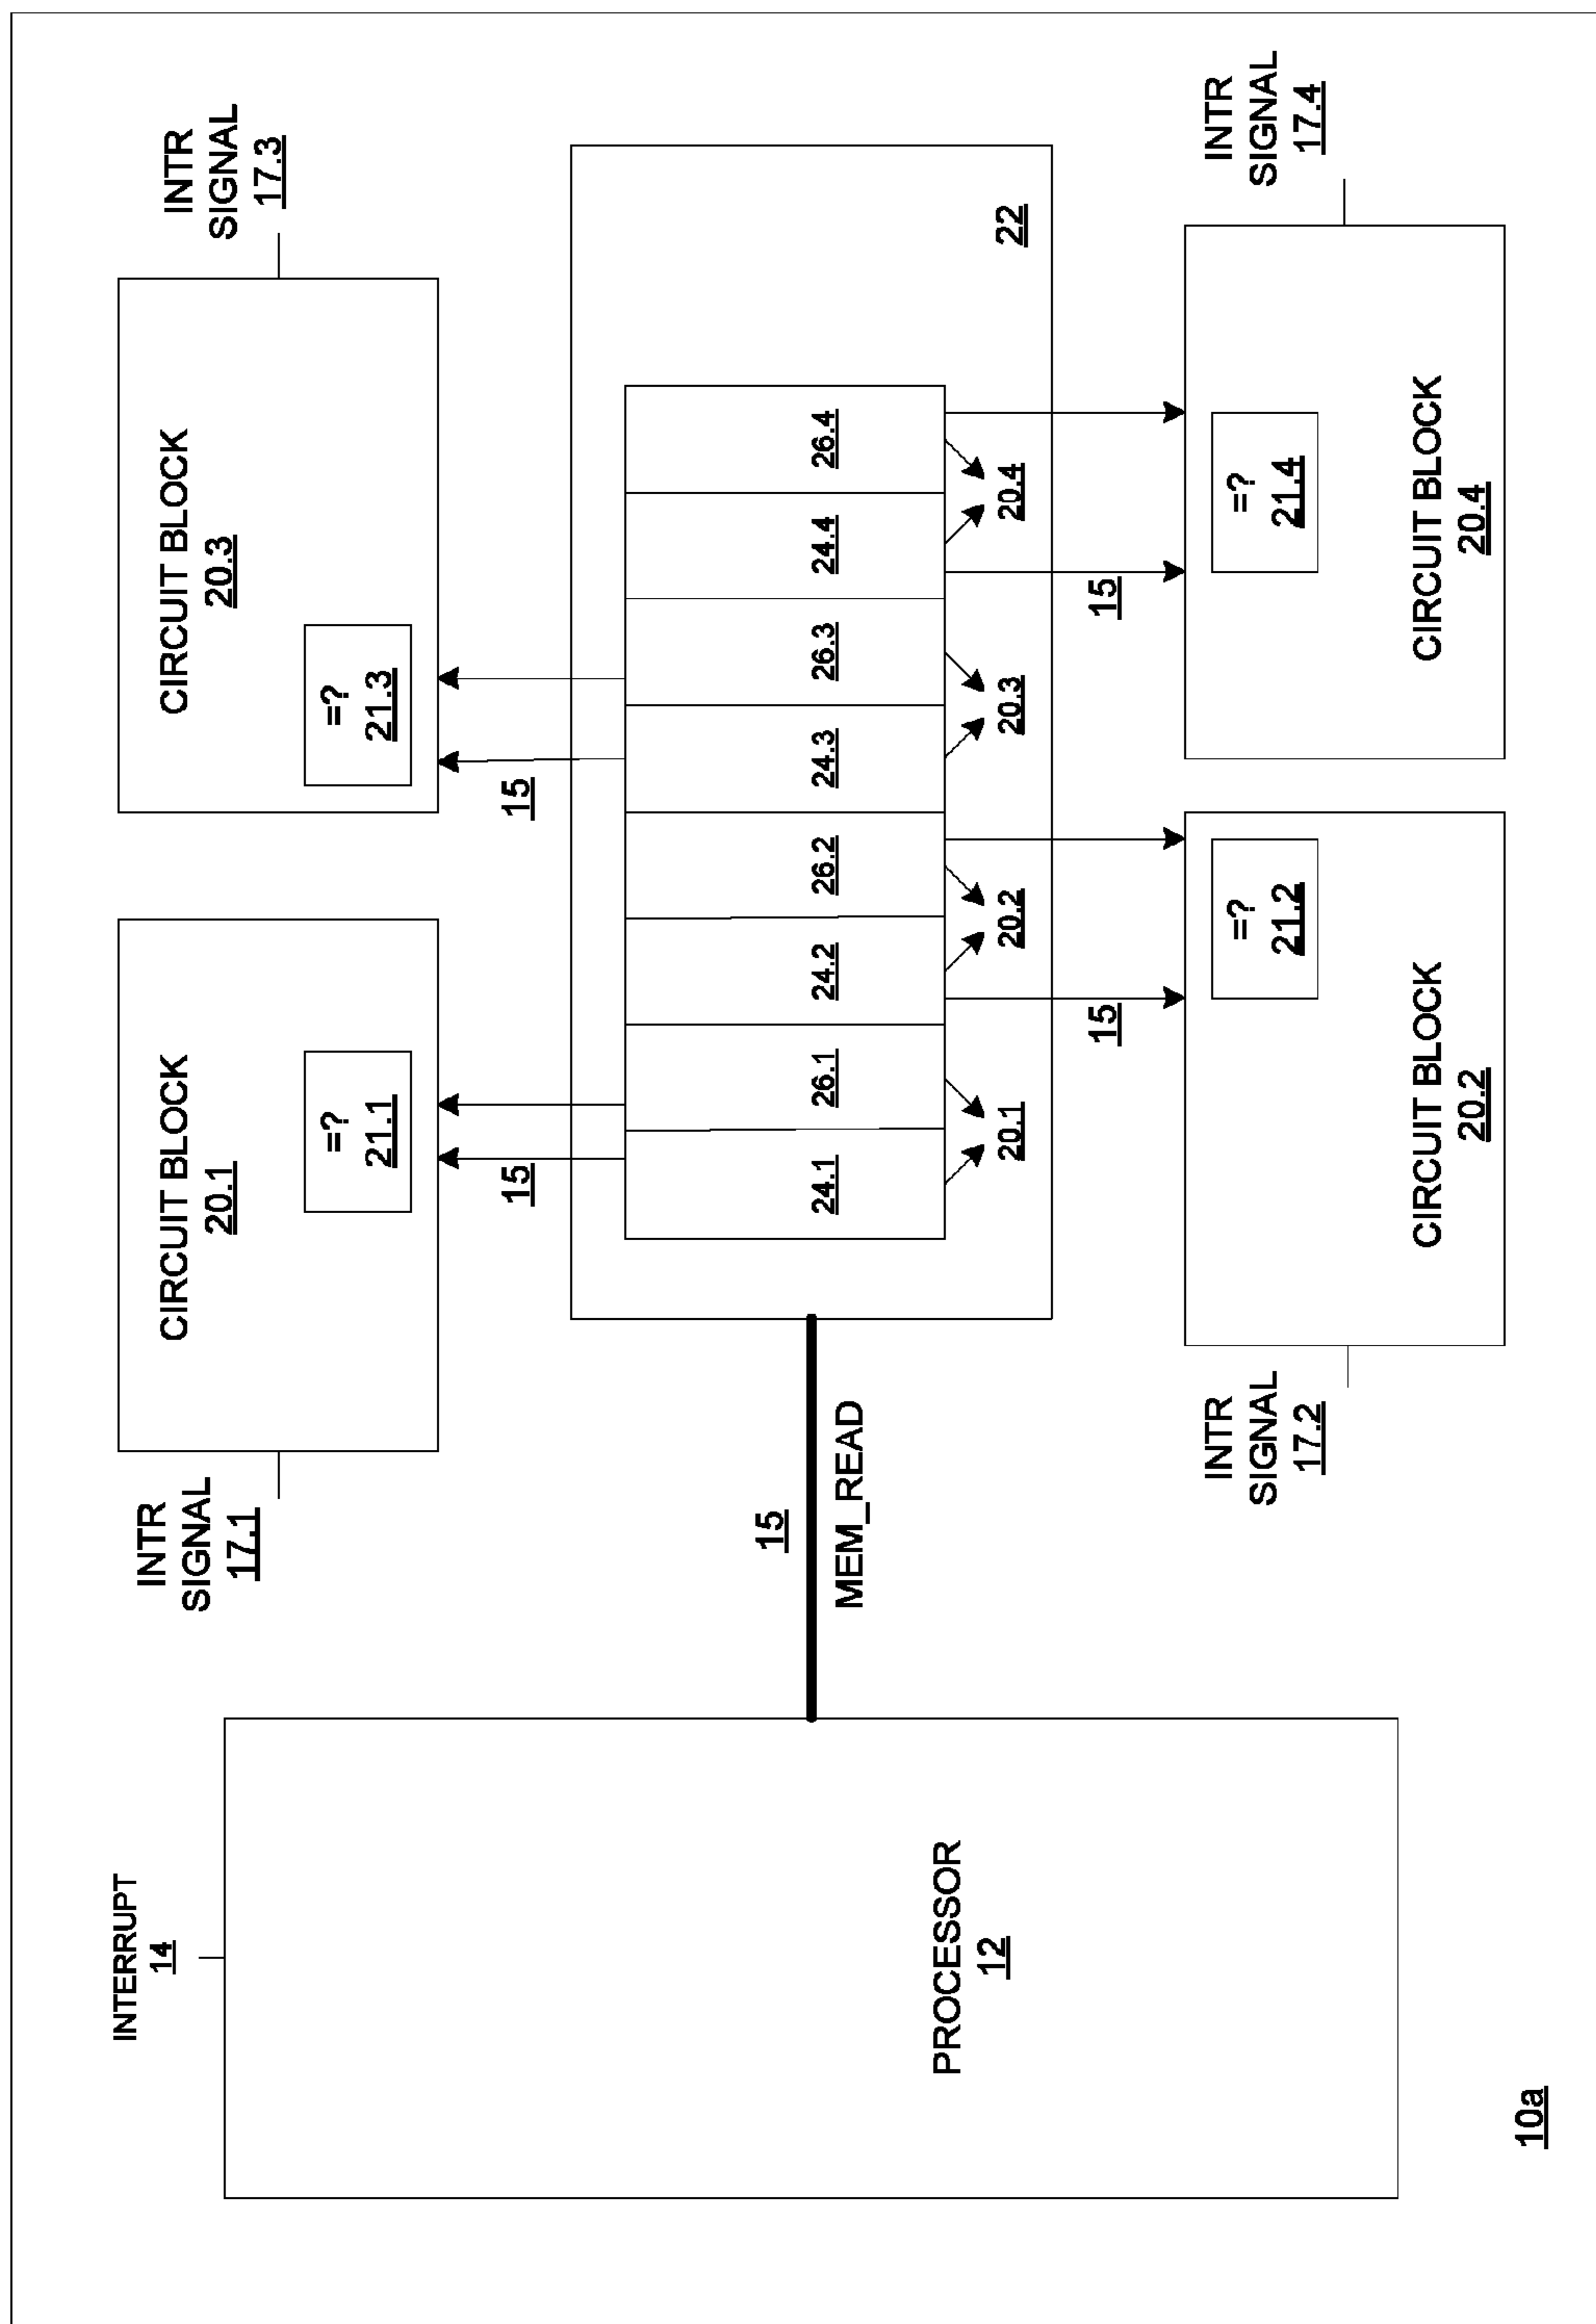 INTERRUPT
14
PROCESSOR
12
10a
15
MEM_READ
INTR
SIGNAL
17.1
CIRCUIT BLOCK
20.1
=?
21.1
15
INTR
SIGNAL
17.3
CIRCUIT BLOCK
20.3
=?
21.3
15
24.1
26.1
24.2
26.2
24.3
26.3
24.4
26.4
20.1
20.2
20.3
20.4
22
15
=?
21.2
CIRCUIT BLOCK
20.2
INTR
SIGNAL
17.2
15
=?
21.4
CIRCUIT BLOCK
20.4
INTR
SIGNAL
17.4